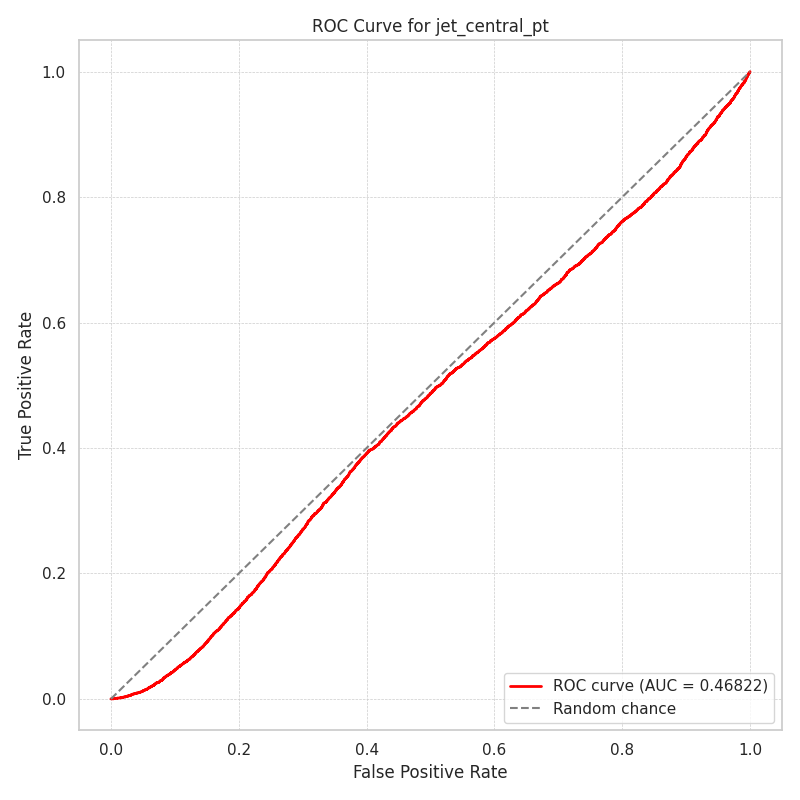 ROC Curve for jet_central_pt
1.0
0.8
0.6
0.4
0.2
0.0
True Positive Rate
ROC curve (AUC = 0.46822)
Random chance
0.0 0.2 0.4 0.6 0.8 1.0
False Positive Rate